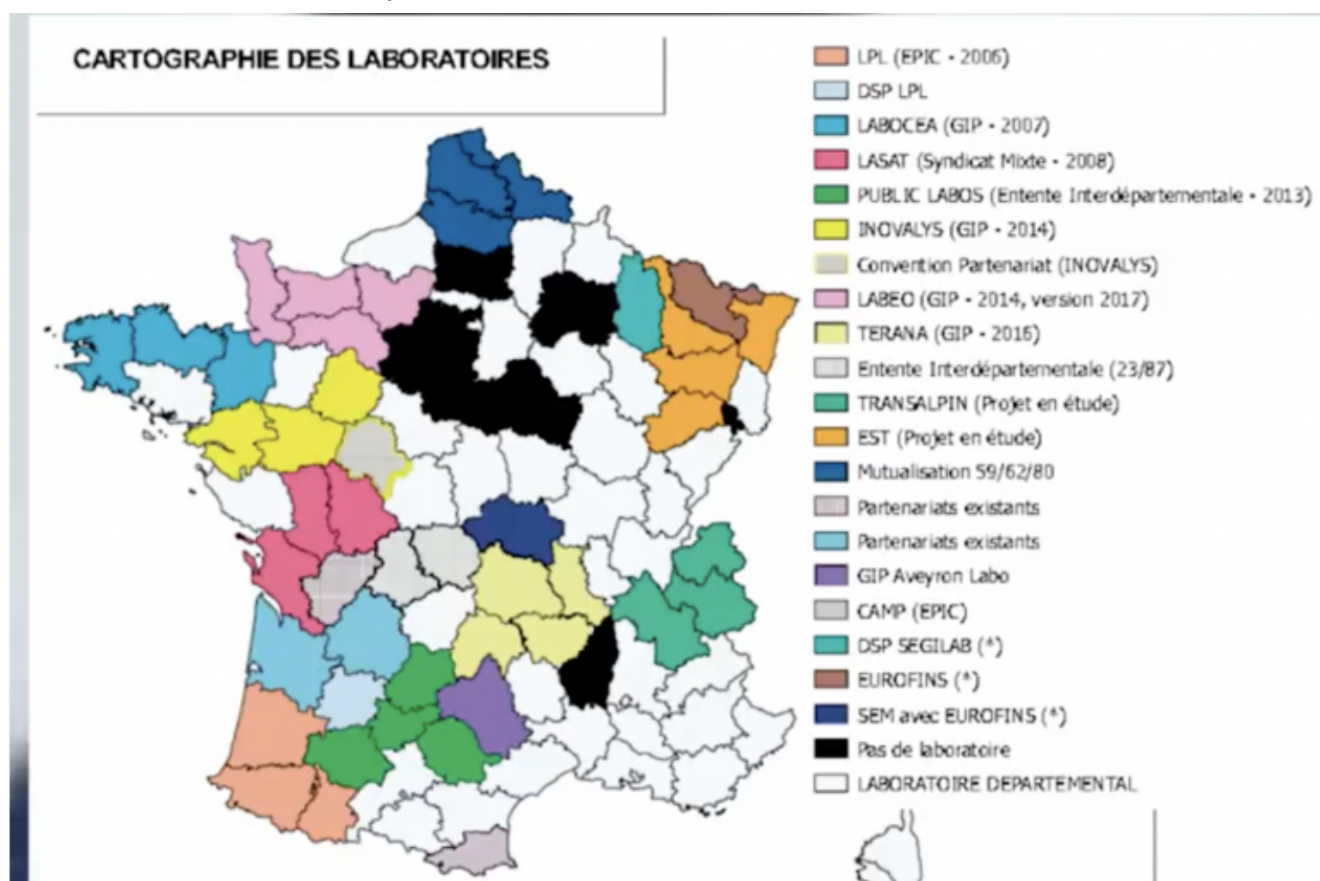 CARTOGRAPHIE DES LABORATOIRES
LPL (EPIC - 2006)
DSP LPL
LABOCEA (GIP - 2007)
LASAT (Syndicat Mixte - 2008)
PUBLIC LABOS (Entente Interdépartementale - 2013)
INOVALYS (GIP - 2014)
Convention Partenariat (INOVALYS)
LABEO (GIP - 2014, version 2017)
TERANA (GIP - 2016)
Entente Interdépartementale (23/87)
TRANSALPIN (Projet en étude)
EST (Projet en étude)
Mutualisation 59/62/80
Partenariats existants
Partenariats existants
GIP Aveyron Labo
CAMP (EPIC)
DSP SEGILAB (*)
EUROFINS (*)
SEM avec EUROFINS (*)
Pas de laboratoire
LABORATOIRE DEPARTEMENTAL